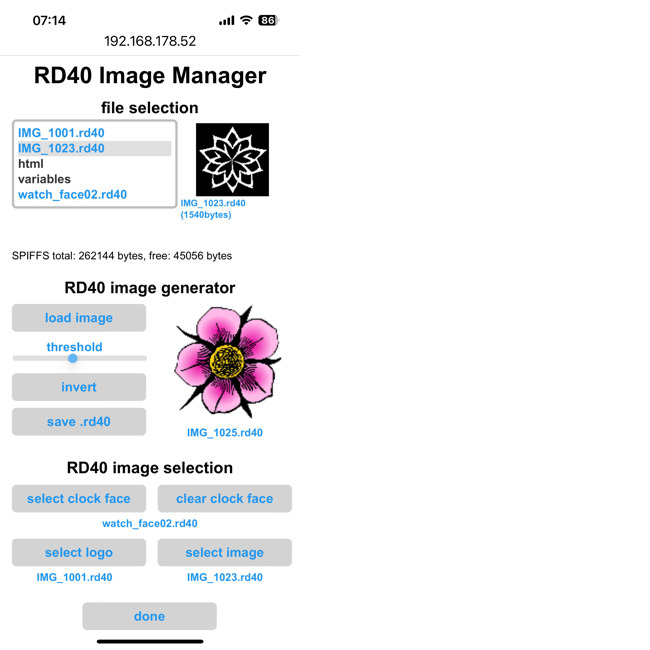 07:14
86
192.168.178.52
RD40 Image Manager
file selection
IMG_1001.rd40
IMG_1023.rd40
html
variables
watch_face02.rd40
IMG_1023.rd40
(1540bytes)
SPIFFS total: 262144 bytes, free: 45056 bytes
RD40 image generator
load image
threshold
invert
save .rd40
IMG_1025.rd40
RD40 image selection
select clock face
clear clock face
watch_face02.rd40
select logo
select image
IMG_1001.rd40
IMG_1023.rd40
done